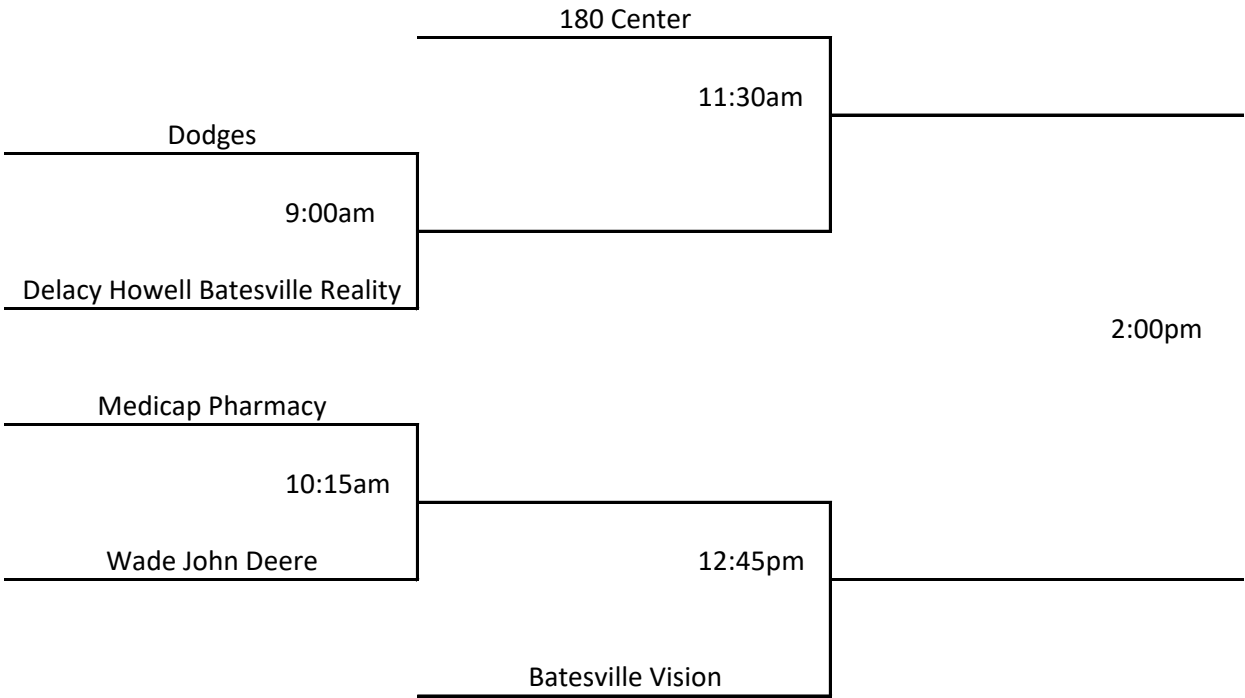 180 Center
11:30am
Dodges
9:00am
Delacy Howell Batesville Reality
2:00pm
Medicap Pharmacy
10:15am
Wade John Deere
12:45pm
Batesville Vision